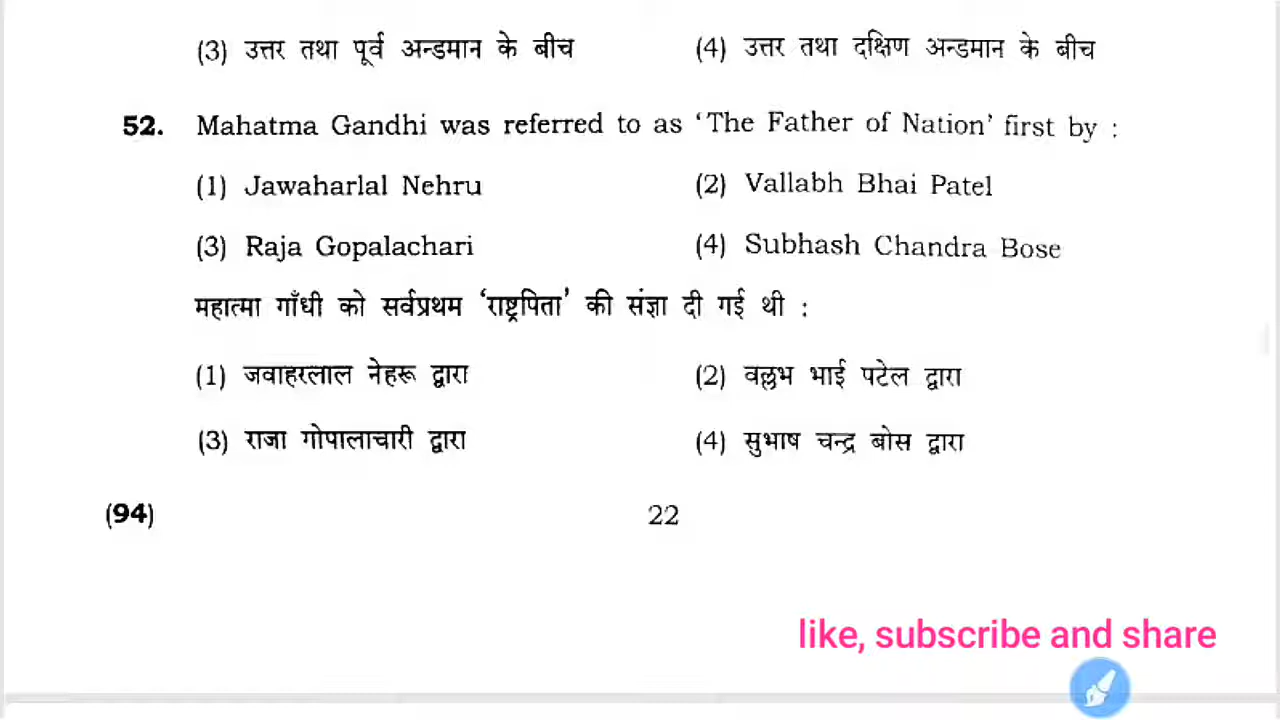 (3) उत्तर तथा पूर्व अन्डमान के बीच (4) उत्तर तथा दक्षिण अन्डमान के बीच
52. Mahatma Gandhi was referred to as ‘The Father of Nation’ first by :
(1) Jawaharlal Nehru (2) Vallabh Bhai Patel
(3) Raja Gopalachari (4) Subhash Chandra Bose
महात्मा गाँधी को सर्वप्रथम ‘राष्ट्रपिता’ की संज्ञा दी गई थी :
(1) जवाहरलाल नेहरू द्वारा (2) वल्लभ भाई पटेल द्वारा
(3) राजा गोपालाचारी द्वारा (4) सुभाष चन्द्र बोस द्वारा
(94) 22
like, subscribe and share